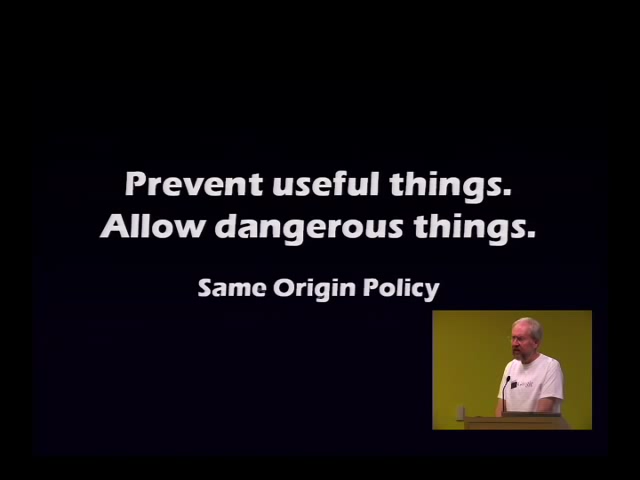 Prevent useful things.
Allow dangerous things.
Same Origin Policy